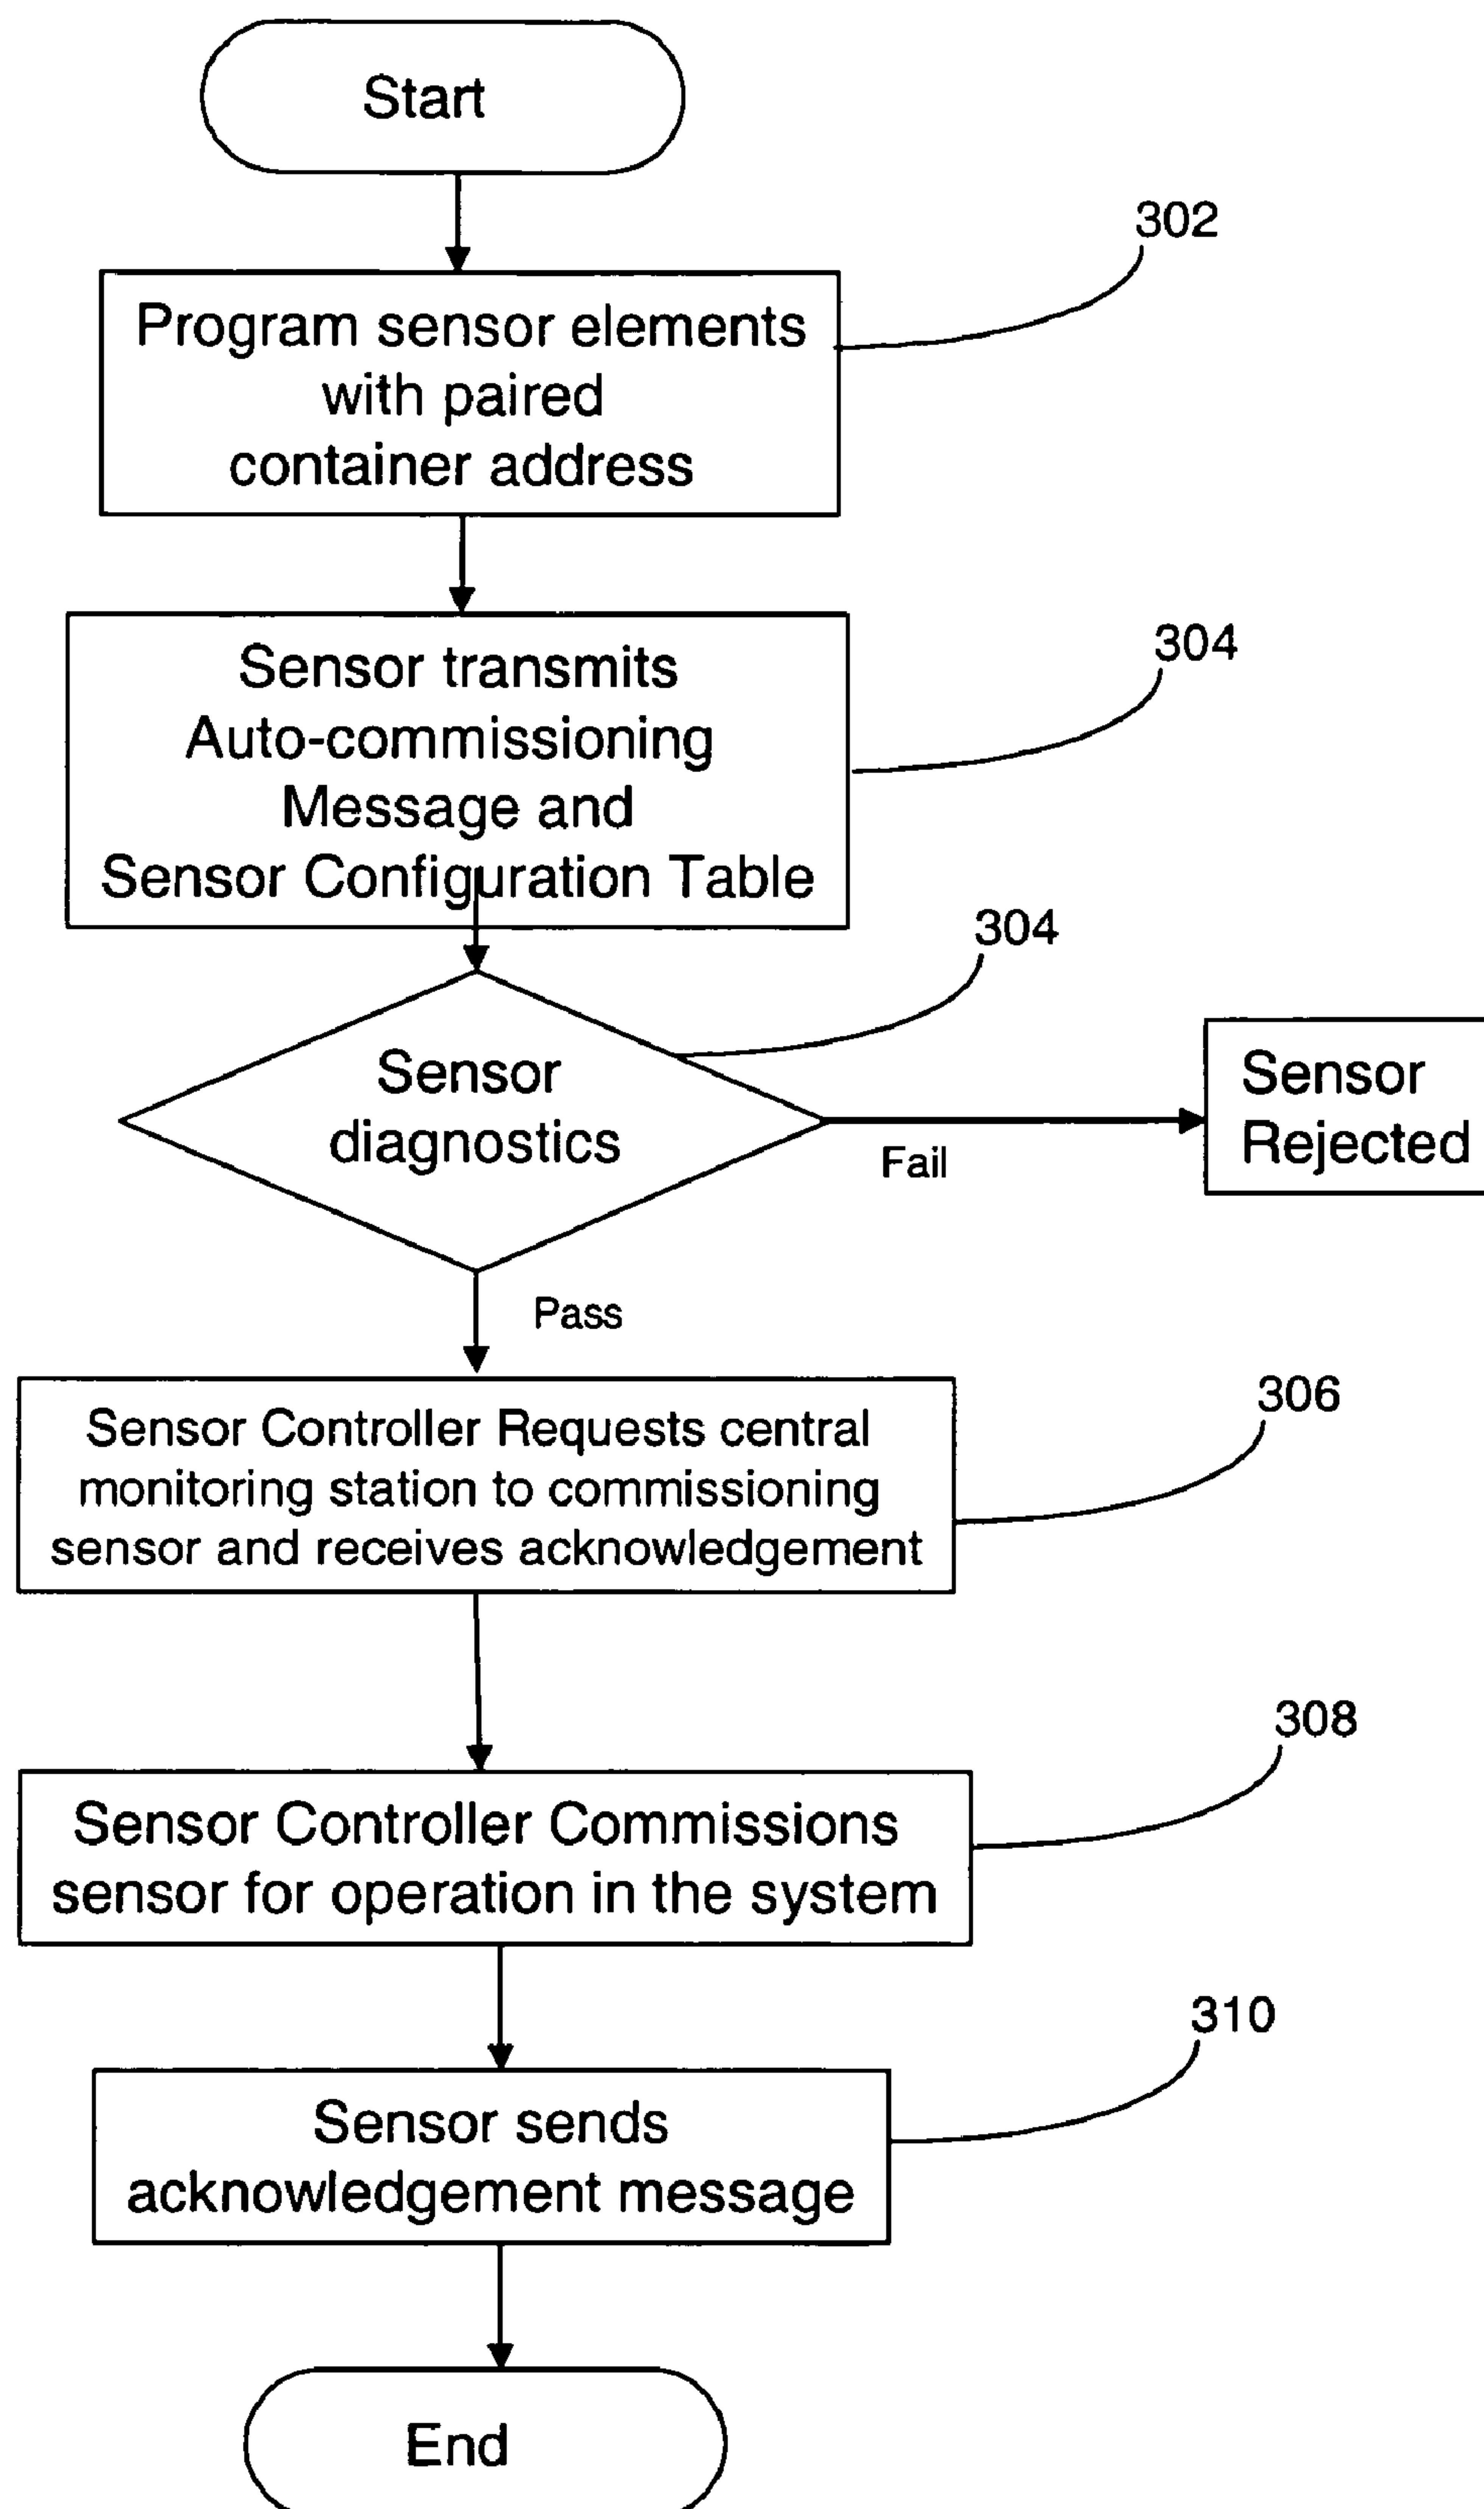 Start
302
Program sensor elements
with paired
container address
304
Sensor transmits
Auto-commissioning
Message and
Sensor Configuration Table
304
Sensor
diagnostics
Sensor
Rejected
Fail
Pass
306
Sensor Controller Requests central
monitoring station to commissioning
sensor and receives acknowledgement
308
Sensor Controller Commissions
sensor for operation in the system
310
Sensor sends
acknowledgement message
End